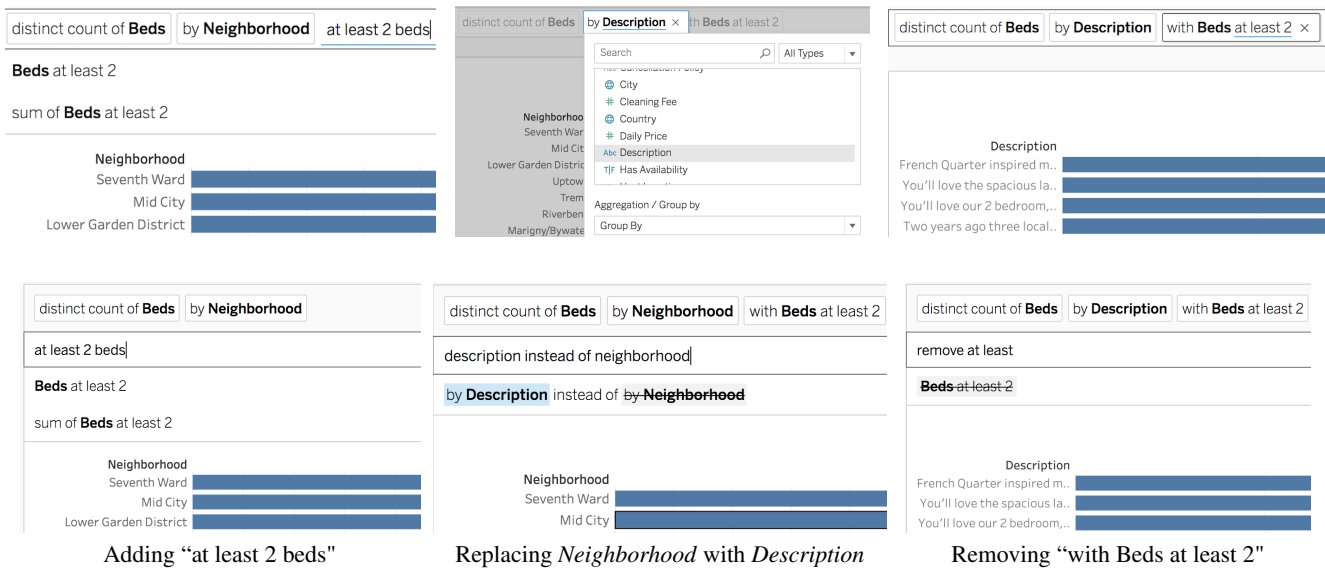 distinct count of Beds by Neighborhood at least 2 beds
Beds at least 2
sum of Beds at least 2
Neighborhood
Seventh Ward
Mid City
Lower Garden District
distinct count of Beds by Description × th Beds at least 2
Search All Types
City
Cleaning Fee
Country
Daily Price
Abc Description
T|F Has Availability
Aggregation / Group by
Group By
Neighborhoo
Seventh War
Mid Cit
Lower Garden Distric
Uptow
Trem
Riverben
Marigny/Bywate
distinct count of Beds by Description with Beds at least 2 ×
Description
French Quarter inspired m..
You'll love the spacious la..
You'll love our 2 bedroom,..
Two years ago three local..
distinct count of Beds by Neighborhood
at least 2 beds
Beds at least 2
sum of Beds at least 2
Neighborhood
Seventh Ward
Mid City
Lower Garden District
distinct count of Beds by Neighborhood with Beds at least 2
description instead of neighborhood
by Description instead of by Neighborhood
Neighborhood
Seventh Ward
Mid City
distinct count of Beds by Description with Beds at least 2
remove at least
Beds at least 2
Description
French Quarter inspired m..
You'll love the spacious la..
You'll love our 2 bedroom,..
Adding “at least 2 beds"
Replacing Neighborhood with Description
Removing “with Beds at least 2"